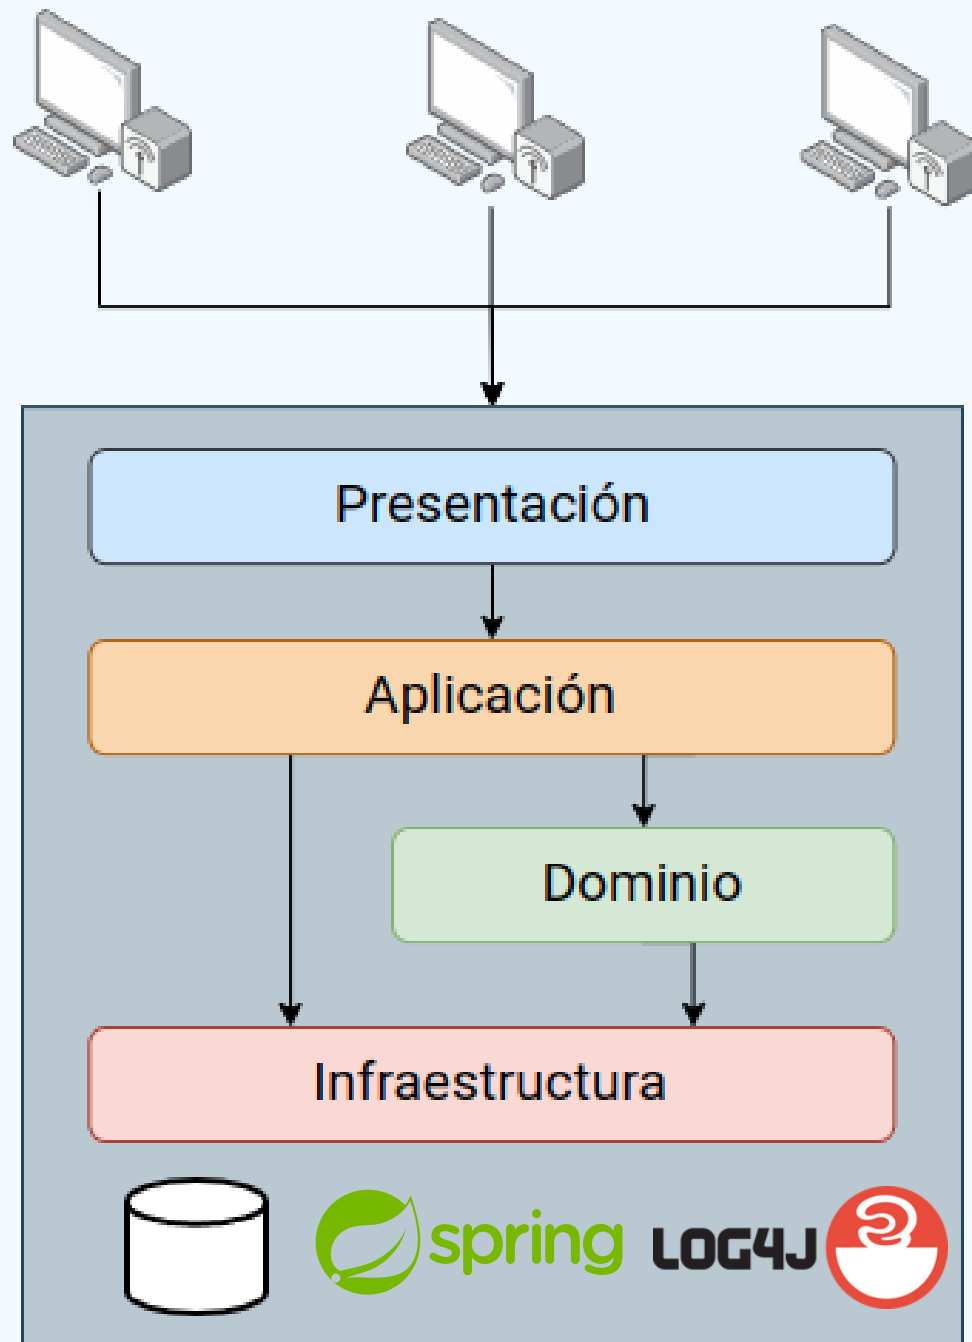 Presentación
Aplicación
Dominio
Infraestructura
spring
LOG4J